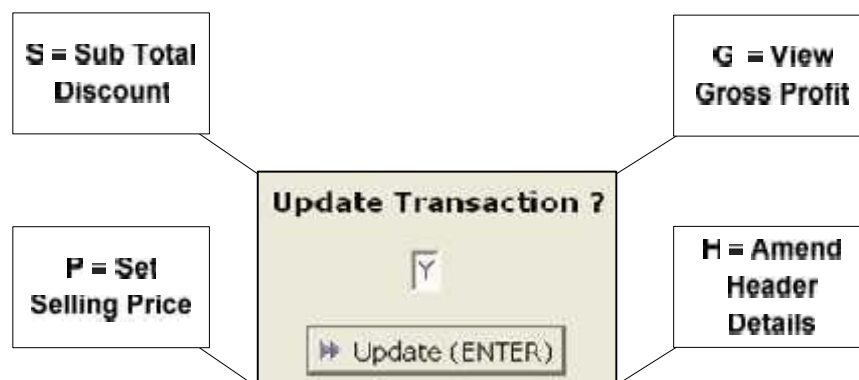 S = Sub Total
Discount
G = View
Gross Profit
Update Transaction ?
Y
P = Set
Selling Price
H = Amend
Header
Details
Update (ENTER)